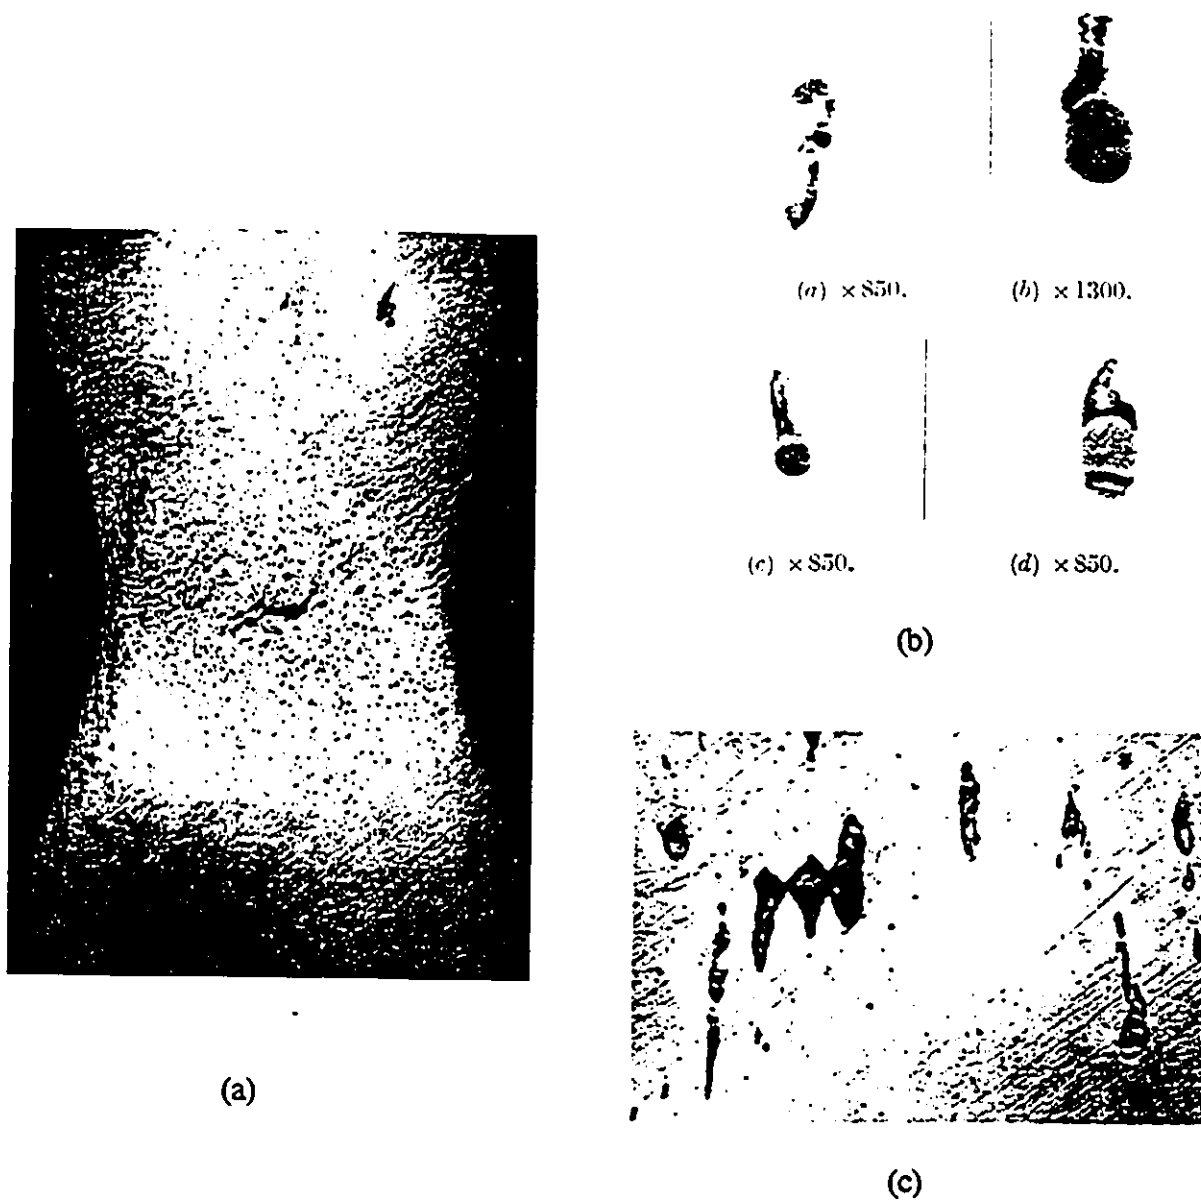 (a) × 850.
(b) × 1300.
(c) × 850.
(d) × 850.
(b)
(a)
(c)